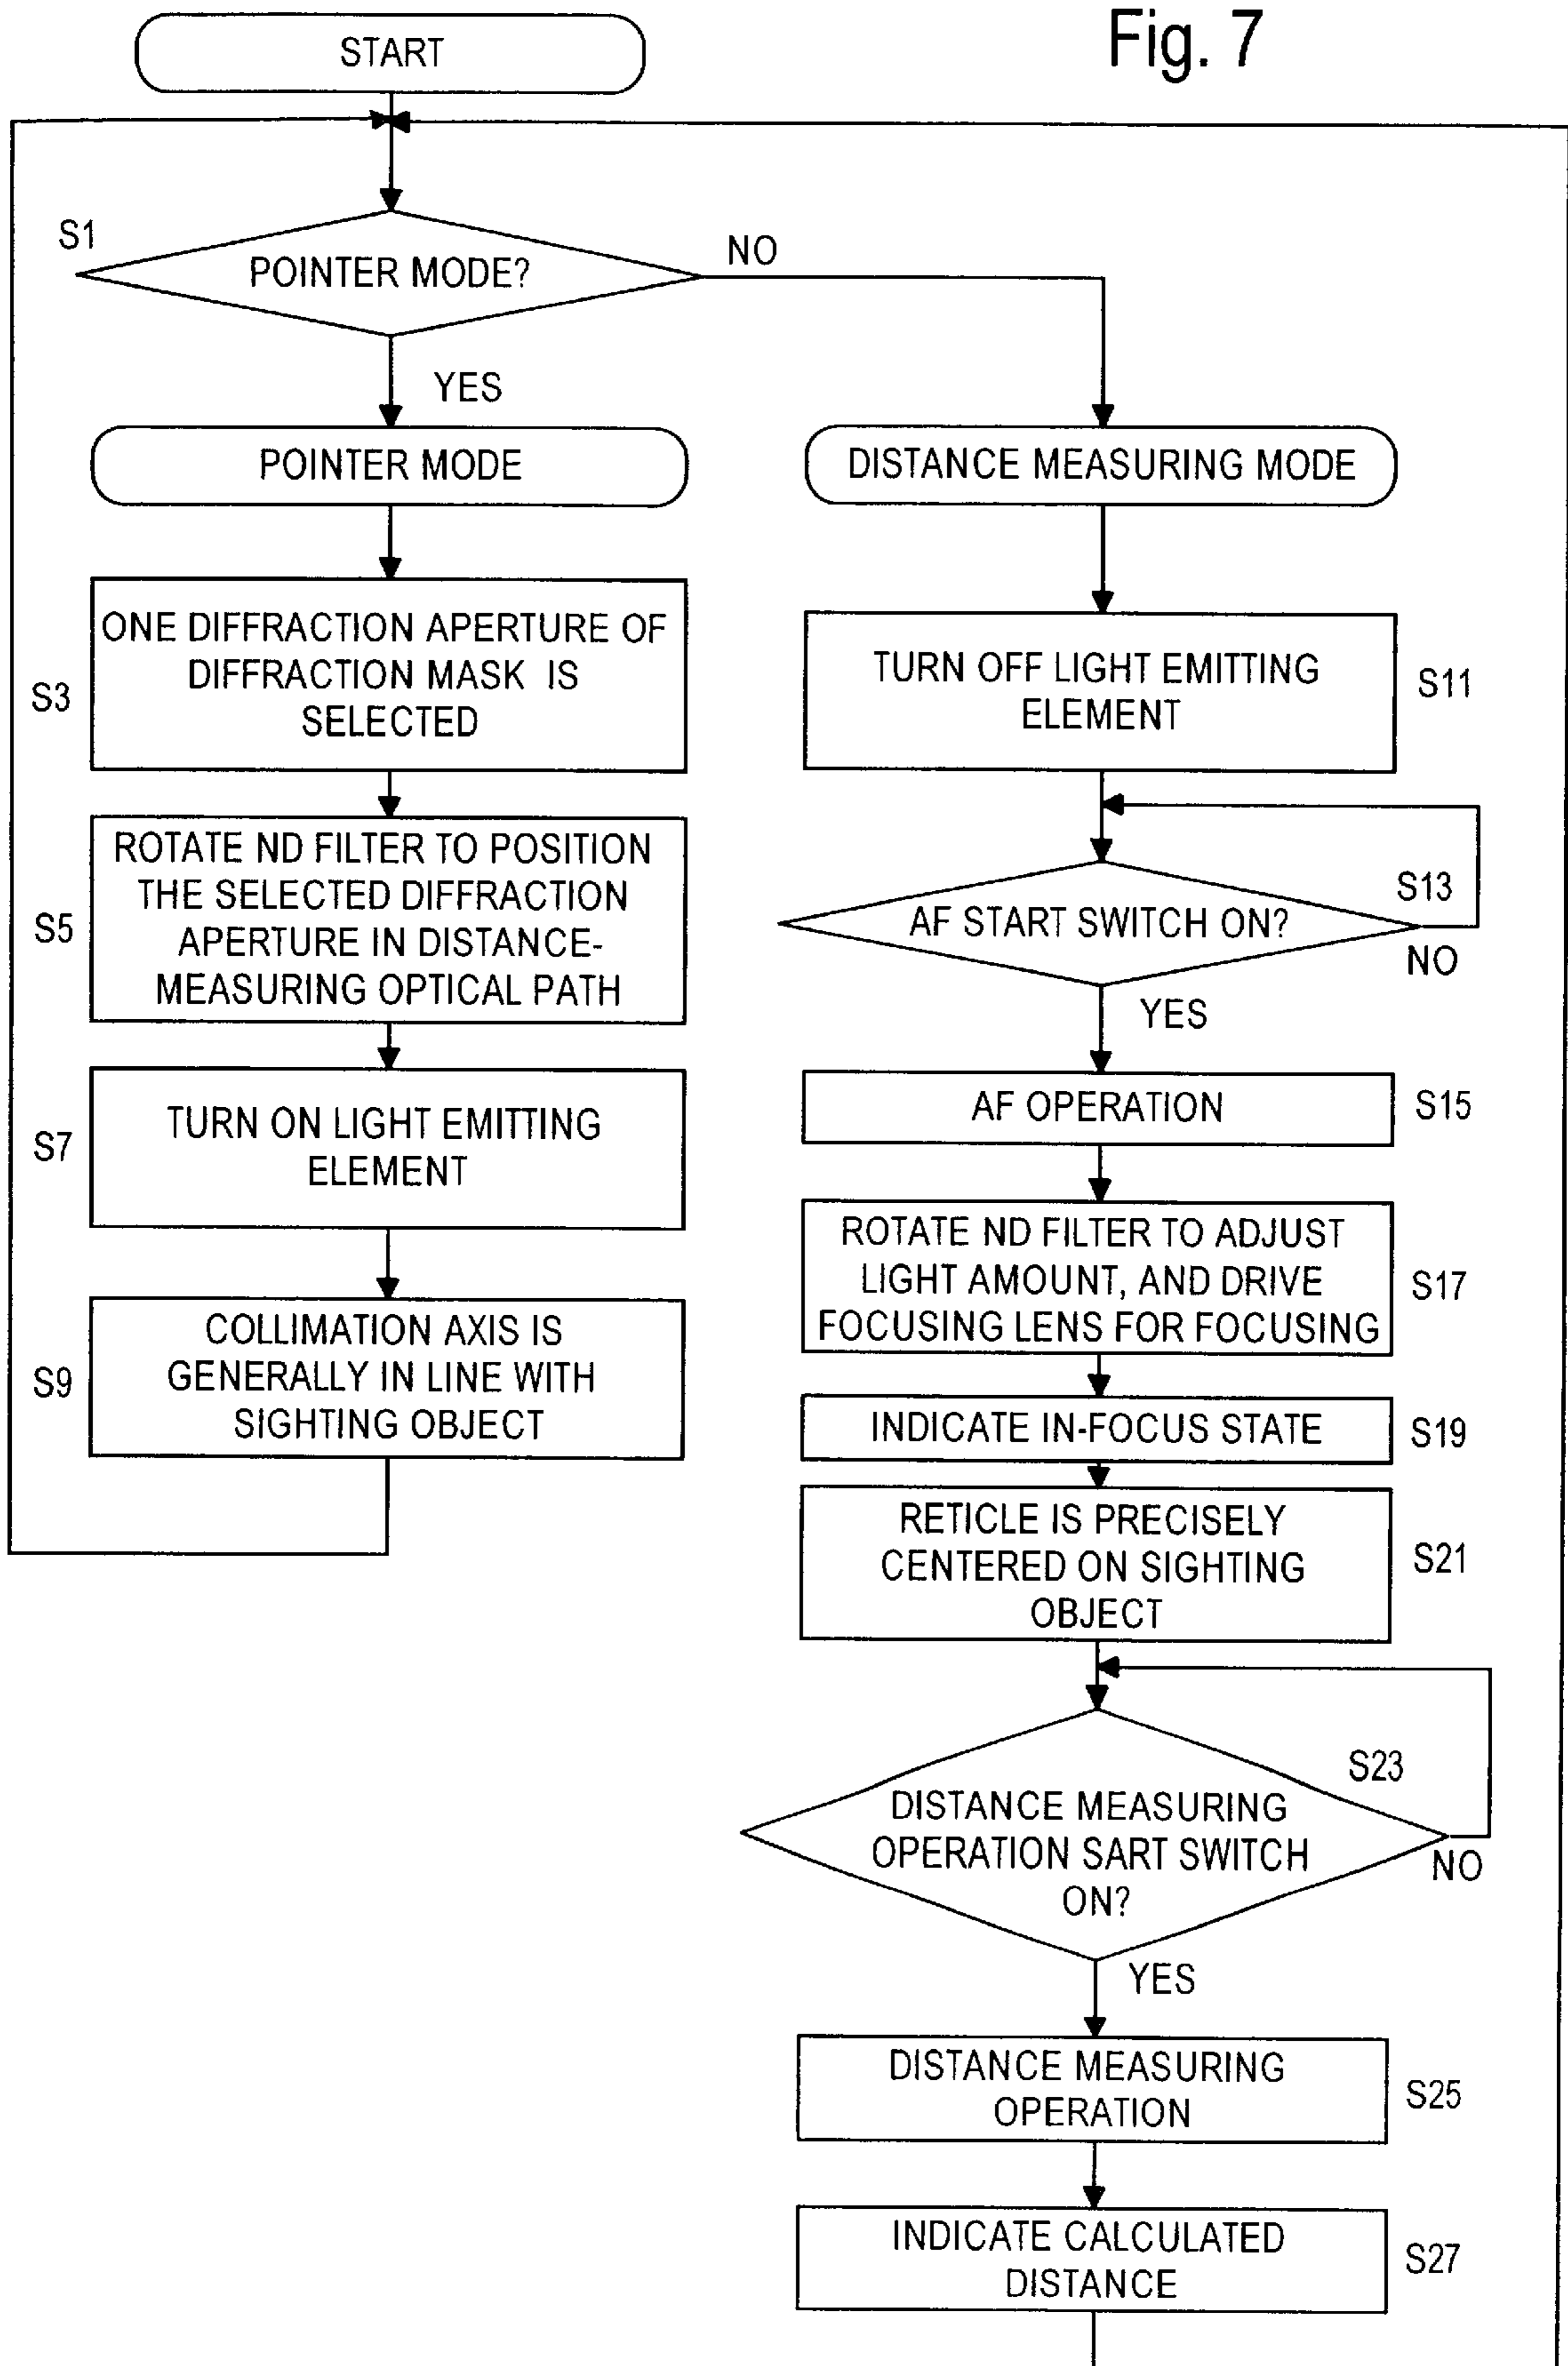 Fig. 7
START
S1
POINTER MODE?
NO
YES
POINTER MODE
S3
ONE DIFFRACTION APERTURE OF
DIFFRACTION MASK IS
SELECTED
S5
ROTATE ND FILTER TO POSITION
THE SELECTED DIFFRACTION
APERTURE IN DISTANCE-
MEASURING OPTICAL PATH
S7
TURN ON LIGHT EMITTING
ELEMENT
S9
COLLIMATION AXIS IS
GENERALLY IN LINE WITH
SIGHTING OBJECT
DISTANCE MEASURING MODE
TURN OFF LIGHT EMITTING
ELEMENT
S11
S13
AF START SWITCH ON?
NO
YES
AF OPERATION
S15
ROTATE ND FILTER TO ADJUST
LIGHT AMOUNT, AND DRIVE
FOCUSING LENS FOR FOCUSING
S17
INDICATE IN-FOCUS STATE
S19
RETICLE IS PRECISELY
CENTERED ON SIGHTING
OBJECT
S21
S23
DISTANCE MEASURING
OPERATION SART SWITCH
ON?
NO
YES
DISTANCE MEASURING
OPERATION
S25
INDICATE CALCULATED
DISTANCE
S27